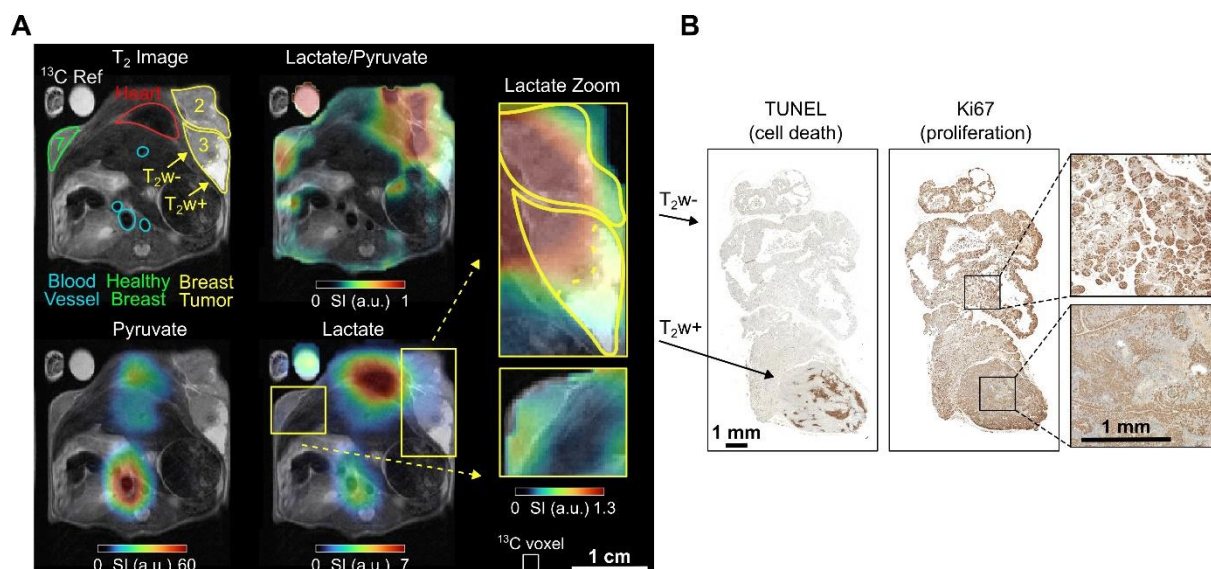 A
T2 Image
Lactate/Pyruvate
13C Ref
Heart
2
3
7
T2w-
T2w+
Blood Vessel
Healthy Breast
Breast Tumor
0 SI (a.u.) 1
Lactate Zoom
Pyruvate
Lactate
0 SI (a.u.) 60
0 SI (a.u.) 7
0 SI (a.u.) 1.3
13C voxel
1 cm
B
TUNEL
(cell death)
Ki67
(proliferation)
T2w-
T2w+
1 mm
1 mm